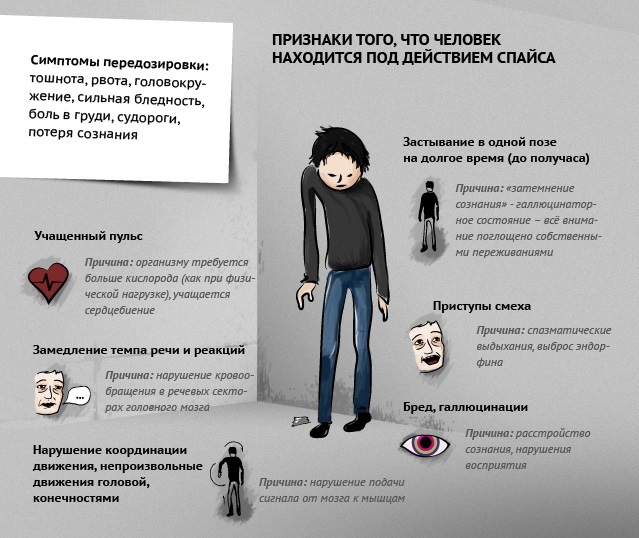 Симптомы передозировки:
тошнота, рвота, головокру-
жение, сильная бледность,
боль в груди, судороги,
потеря сознания
ПРИЗНАКИ ТОГО, ЧТО ЧЕЛОВЕК
НАХОДИТСЯ ПОД ДЕЙСТВИЕМ СПАЙСА
Застывание в одной позе
на долгое время (до получаса)
Причина: «затемнение
сознания» - галлюцинатор-
ное состояние – всё внима-
ние поглощено собственны-
ми переживаниями
Учащенный пульс
Причина: организму требуется
больше кислорода (как при физи-
ческой нагрузке), учащается
сердцебиение
Приступы смеха
Причина: спазматические
выдыхания, выброс эндор-
фина
Замедление темпа речи и реакций
...
Причина: нарушение кровоо-
бращения в речевых секто-
рах головного мозга
Бред, галлюцинации
Причина: расстройство
сознания, нарушения
восприятия
Нарушение координации
движения, непроизвольные
движения головой,
конечностями
Причина: нарушение подачи
сигнала от мозга к мышцам